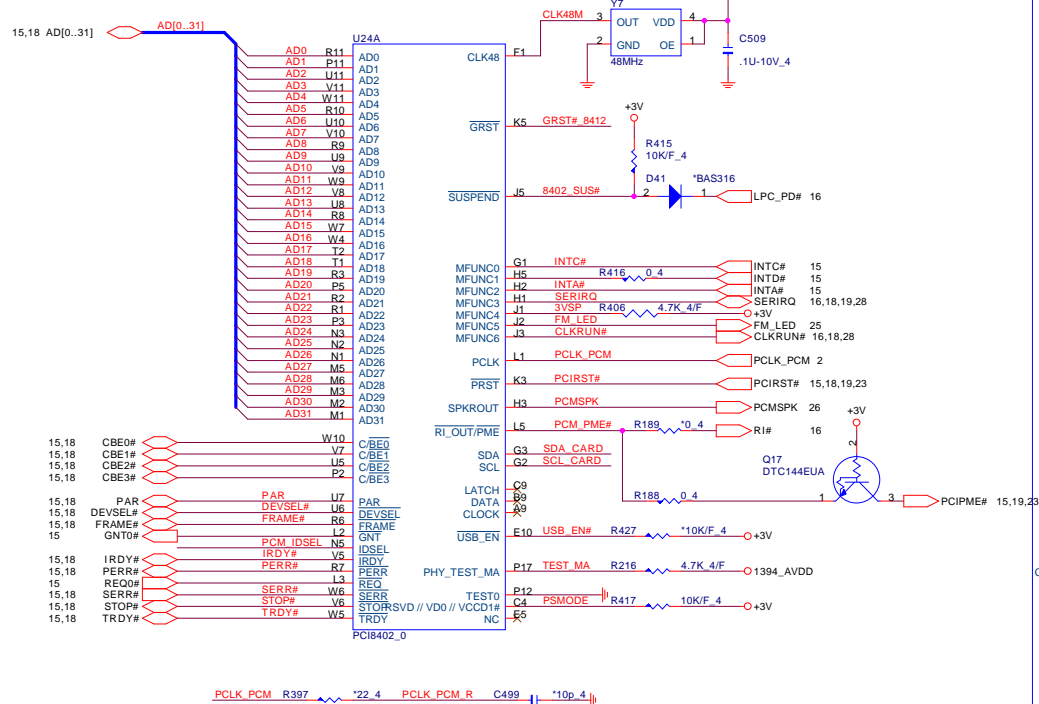 Y7
CLK48M 3 OUT VDD 4
2 GND OE 1
48MHz
C509
.1U-10V_4
15,18 AD[0..31] AD[0..31]
U24A
AD0 R11 AD0
AD1 P11 AD1
AD2 U11 AD2
AD3 V11 AD3
AD4 W11 AD4
AD5 R10 AD5
AD6 U10 AD6
AD7 V10 AD7
AD8 R9 AD8
AD9 U9 AD9
AD10 V9 AD10
AD11 W9 AD11
AD12 V8 AD12
AD13 U8 AD13
AD14 R8 AD14
AD15 W7 AD15
AD16 W4 AD16
AD17 T2 AD17
AD18 T1 AD18
AD19 R3 AD19
AD20 P5 AD20
AD21 R2 AD21
AD22 R1 AD22
AD23 P3 AD23
AD24 N3 AD24
AD25 N2 AD25
AD26 N1 AD26
AD27 M5 AD27
AD28 M6 AD28
AD29 M3 AD29
AD30 M2 AD30
AD31 M1 AD31
15,18 CBE0# W10 C/BE0
15,18 CBE1# V7 C/BE1
15,18 CBE2# U5 C/BE2
15,18 CBE3# P2 C/BE3
15,18 PAR PAR U7 PAR
15,18 DEVSEL# DEVSEL# U6 DEVSEL
15,18 FRAME# FRAME# R6 FRAME
15 GNT0# L2 GNT
PCM_IDSEL N5 IDSEL
15,18 IRDY# IRDY# V5 IRDY
15,18 PERR# PERR# R7 PERR
15 REQ0# L3 REQ
15,18 SERR# SERR# W6 SERR
15,18 STOP# STOP# V6 STOP
15,18 TRDY# TRDY# W5 TRDY
PCI8402_0
CLK48 F1
GRST K5 GRST#_8412
+3V
R415
10K/F_4
D41 *BAS316
SUSPEND J5 8402_SUS# 2 1 LPC_PD# 16
MFUNC0 G1 INTC# INTC# 15
MFUNC1 H5 R416 0_4 INTD# 15
MFUNC2 H2 INTA# INTA# 15
MFUNC3 H1 SERIRQ SERIRQ 16,18,19,28
MFUNC4 J1 3VSP R406 4.7K_4/F +3V
MFUNC5 J2 FM_LED FM_LED 25
MFUNC6 J3 CLKRUN# CLKRUN# 16,18,28
PCLK L1 PCLK_PCM PCLK_PCM 2
PRST K3 PCIRST# PCIRST# 15,18,19,23
SPKROUT H3 PCMSPK PCMSPK 26
RI_OUT/PME L5 PCM_PME# R189 *0_4 RI# 16
+3V
2
Q17
DTC144EUA
R188 0_4 1 3 PCIPME# 15,19,23
SDA G3 SDA_CARD
SCL G2 SCL_CARD
LATCH C9
DATA B9
CLOCK A9
USB_EN E10 USB_EN# R427 *10K/F_4 +3V
PHY_TEST_MA P17 TEST_MA R216 4.7K_4/F 1394_AVDD
TEST0 P12
RSVD // VD0 // VCCD1# C4 PSMODE R417 10K/F_4 +3V
NC E5
PCLK_PCM R397 *22_4 PCLK_PCM_R C499 *10p_4